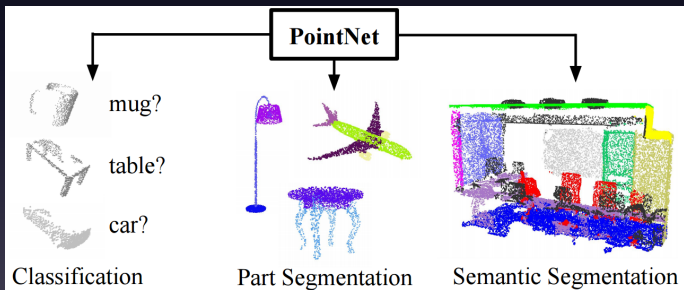 PointNet
mug?
table?
car?
Classification
Part Segmentation
Semantic Segmentation